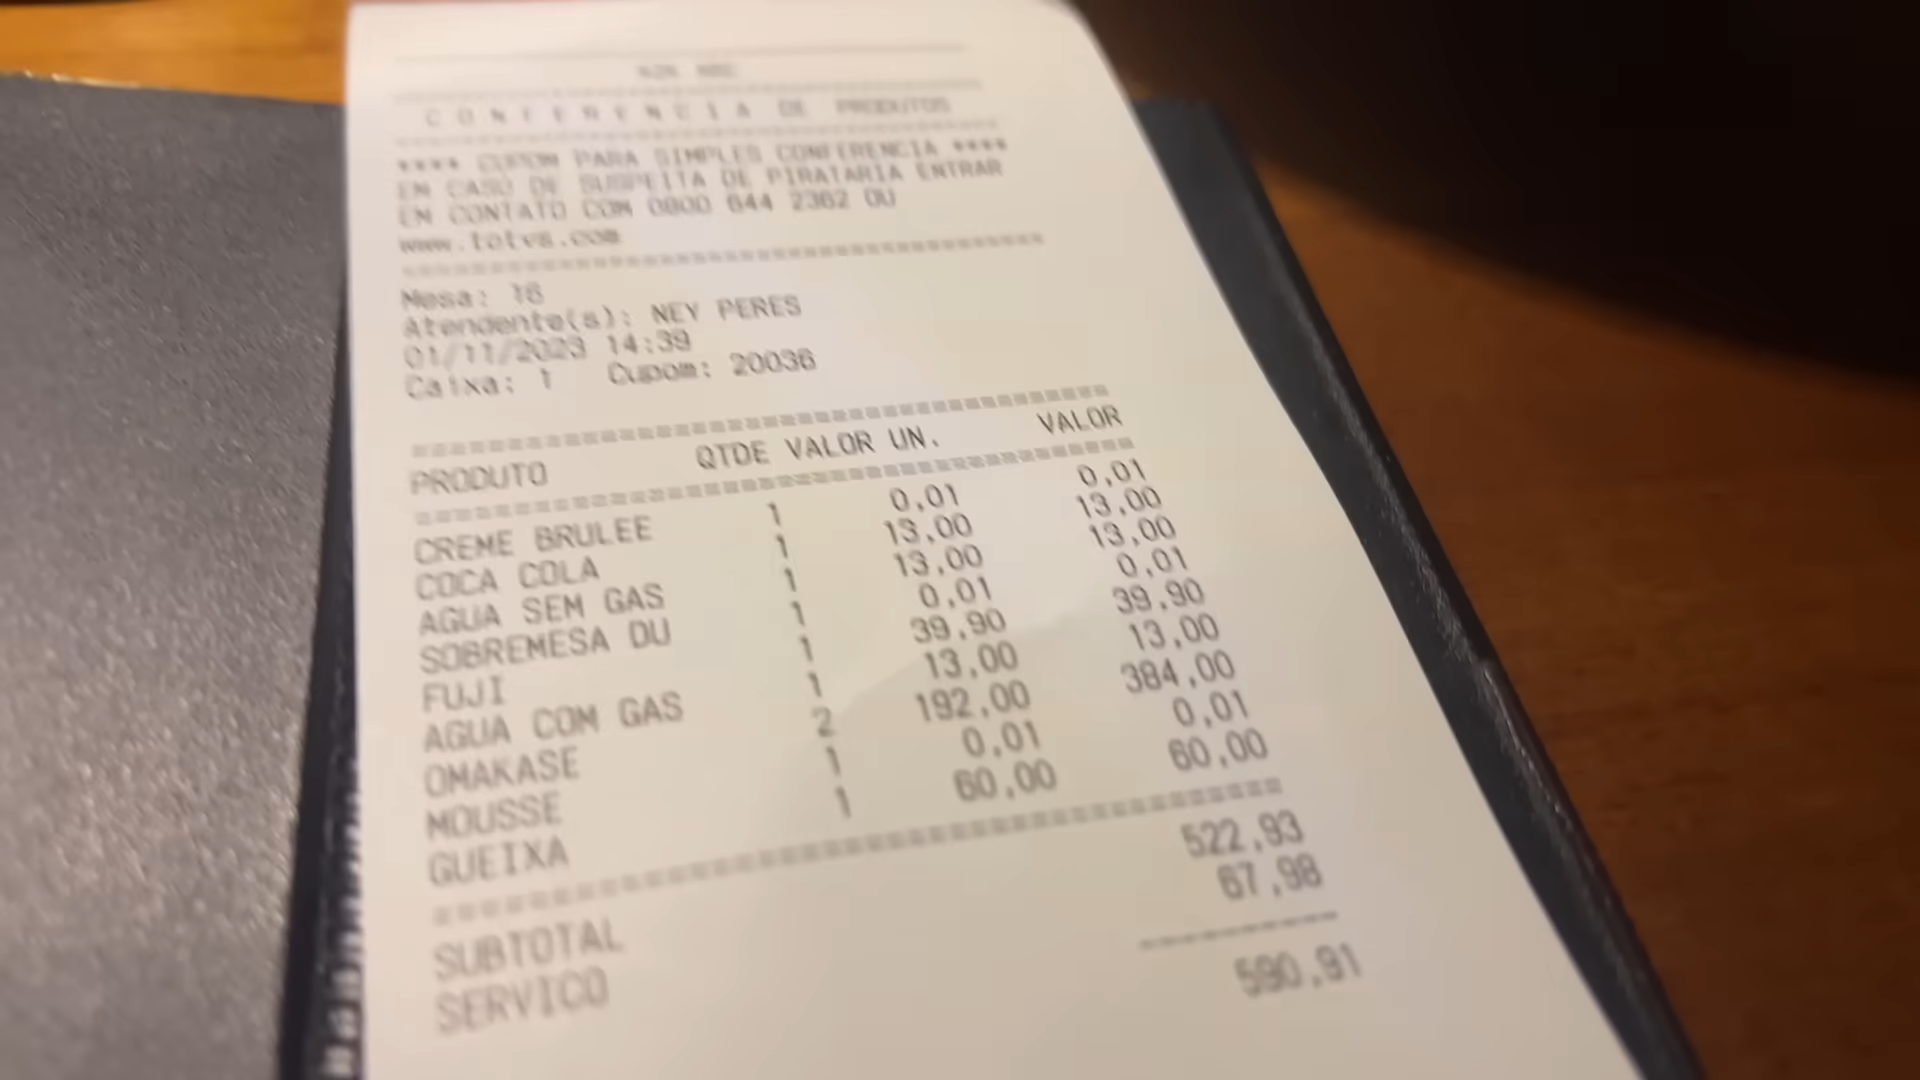 C O N F E R E N C I A DE PRODUTOS
**** CUPOM PARA SIMPLES CONFERENCIA ****
EM CASO DE SUSPEITA DE PIRATARIA ENTRAR
EM CONTATO COM 0800 644 2362 OU
www.totvs.com
Mesa: 16
Atendente(s): NEY PERES
01/11/2023 14:39
Caixa: 1 Cupom: 20036
PRODUTO QTDE VALOR UN. VALOR
CREME BRULEE 1 0,01 0,01
COCA COLA 1 13,00 13,00
AGUA SEM GAS 1 13,00 13,00
SOBREMESA DU 1 0,01 0,01
FUJI 1 39,90 39,90
AGUA COM GAS 1 13,00 13,00
OMAKASE 2 192,00 384,00
MOUSSE 1 0,01 0,01
GUEIXA 1 60,00 60,00
SUBTOTAL 522,93
SERVICO 67,98
590,91